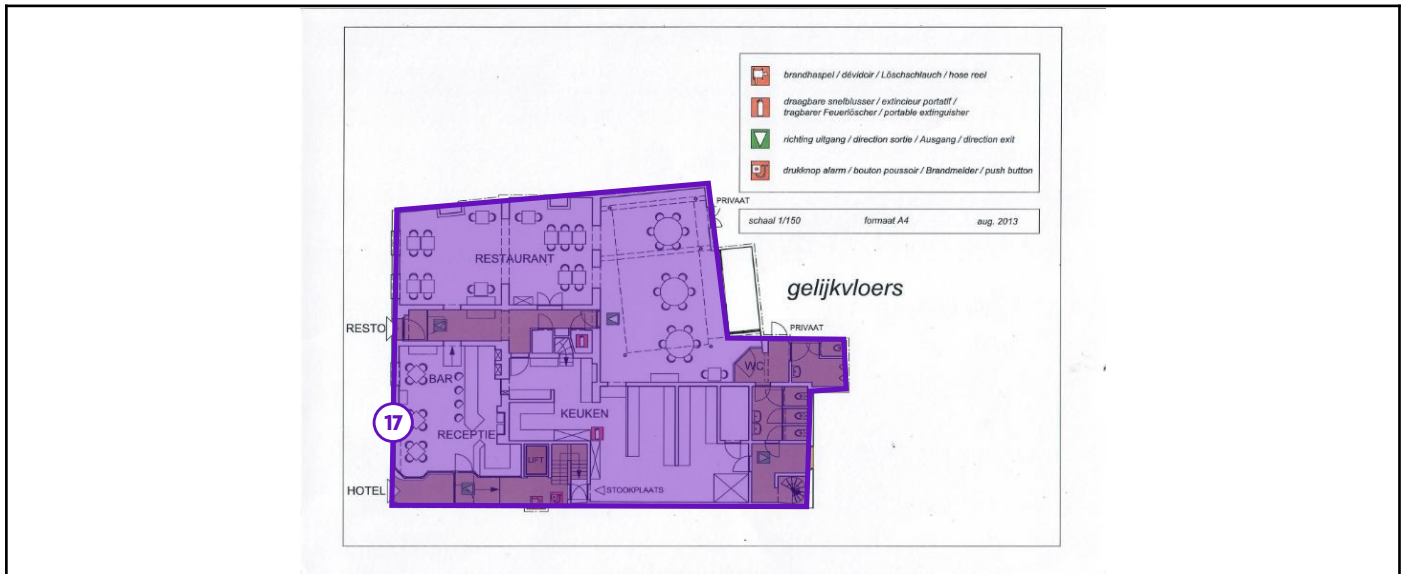 brandhaspel / dévidoir / Löschschlauch / hose reel
draagbare snelblusser / extincieur portatif /
tragbarer Feuerlöscher / portable extinguisher
richting uitgang / direction sortie / Ausgang / direction exit
drukknop alarm / bouton poussoir / Brandmelder / push button
PRIVAAT
schaal 1/150 formaat A4 aug. 2013
RESTAURANT
gelijkvloers
RESTO
PRIVAAT
WC
BAR
KEUKEN
17
RECEPTIE
LIFT
HOTEL
STOOKPLAATS